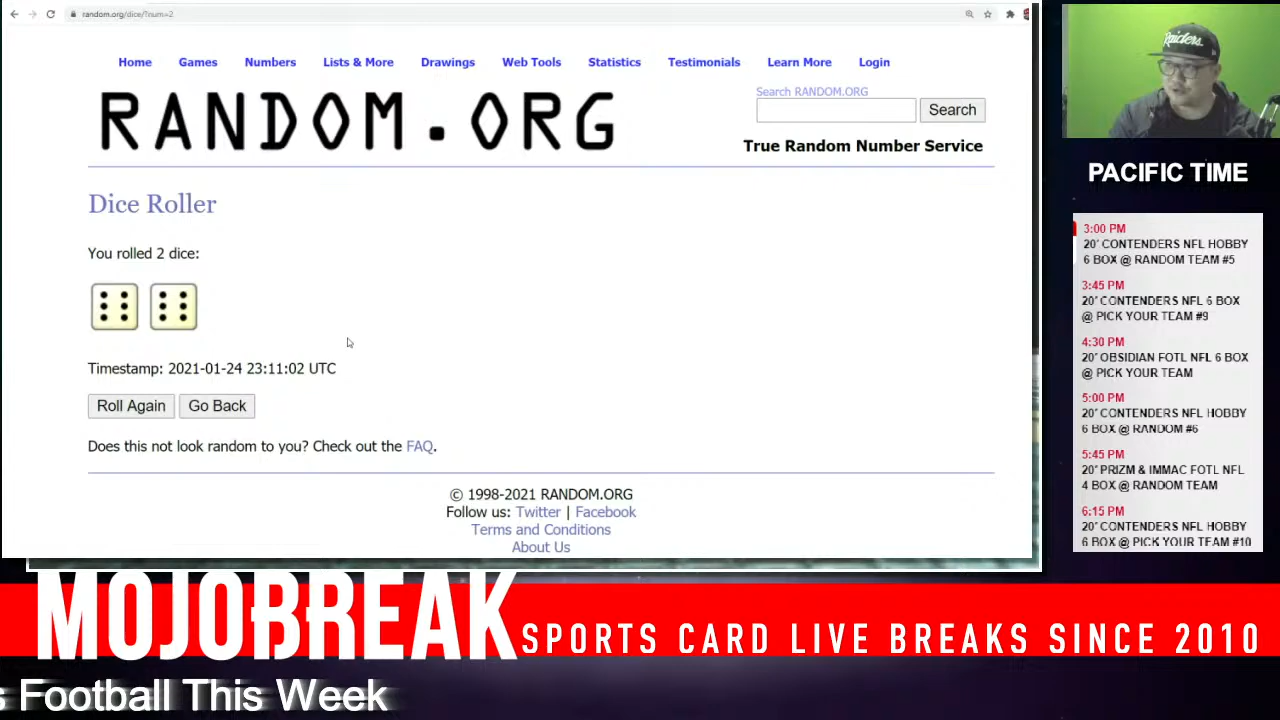 random.org/dice/?num=2
Home Games Numbers Lists & More Drawings Web Tools Statistics Testimonials Learn More Login
RANDOM.ORG
Search RANDOM.ORG
Search
True Random Number Service
Dice Roller
You rolled 2 dice:
Timestamp: 2021-01-24 23:11:02 UTC
Roll Again Go Back
Does this not look random to you? Check out the FAQ.
© 1998-2021 RANDOM.ORG
Follow us: Twitter | Facebook
Terms and Conditions
About Us
Raiders
PACIFIC TIME
3:00 PM
20' CONTENDERS NFL HOBBY
6 BOX @ RANDOM TEAM #5
3:45 PM
20' CONTENDERS NFL 6 BOX
@ PICK YOUR TEAM #9
4:30 PM
20' OBSIDIAN FOTL NFL 6 BOX
@ PICK YOUR TEAM
5:00 PM
20' CONTENDERS NFL HOBBY
6 BOX @ RANDOM #6
5:45 PM
20' PRIZM & IMMAC FOTL NFL
4 BOX @ RANDOM TEAM
6:15 PM
20' CONTENDERS NFL HOBBY
6 BOX @ PICK YOUR TEAM #10
MOJOBREAK
SPORTS CARD LIVE BREAKS SINCE 2010
s Football This Week